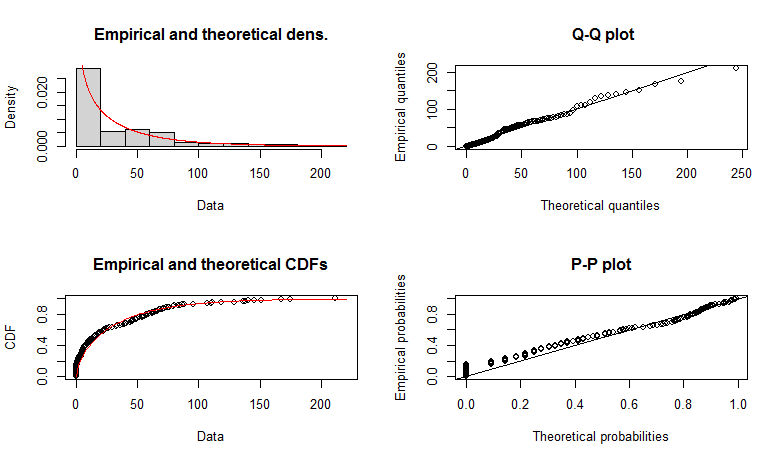 Empirical and theoretical dens.
Density
0.000 0.020
0 50 100 150 200
Data
Q-Q plot
Empirical quantiles
0 100 200
0 50 100 150 200 250
Theoretical quantiles
Empirical and theoretical CDFs
CDF
0.0 0.4 0.8
0 50 100 150 200
Data
P-P plot
Empirical probabilities
0.0 0.4 0.8
0.0 0.2 0.4 0.6 0.8 1.0
Theoretical probabilities